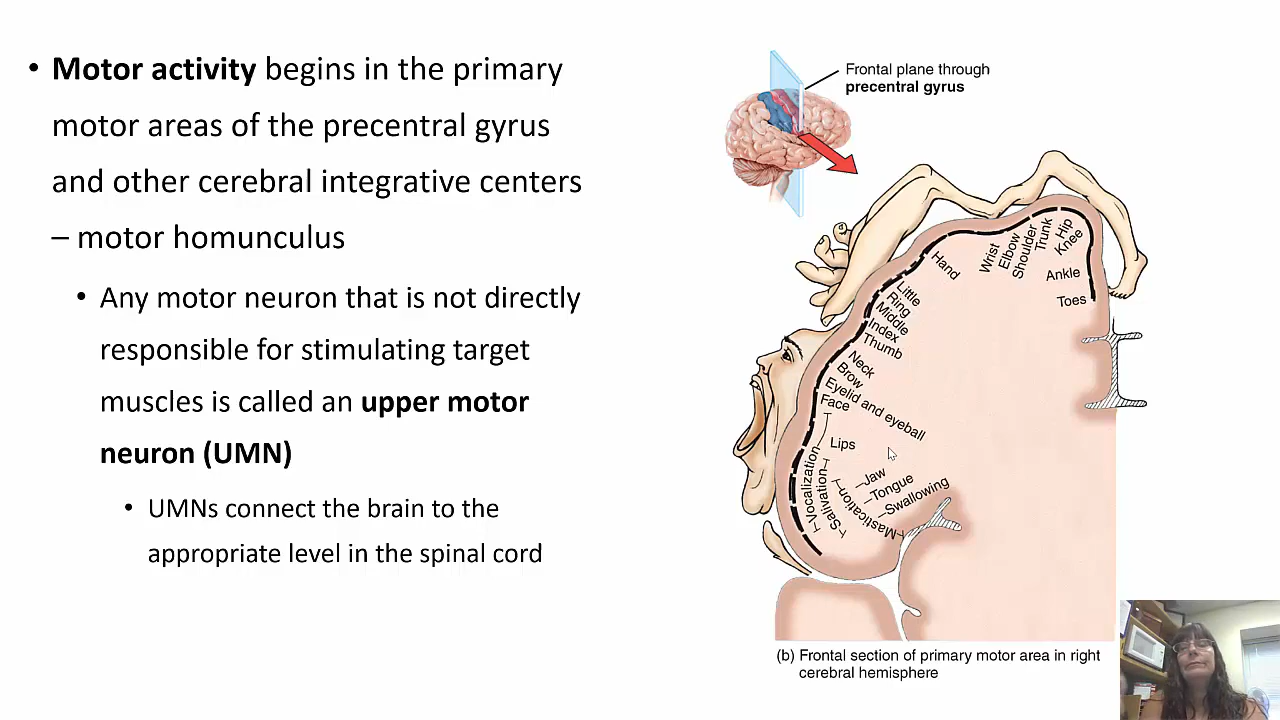 • Motor activity begins in the primary
motor areas of the precentral gyrus
and other cerebral integrative centers
– motor homunculus
• Any motor neuron that is not directly
responsible for stimulating target
muscles is called an upper motor
neuron (UMN)
• UMNs connect the brain to the
appropriate level in the spinal cord
Frontal plane through
precentral gyrus
Wrist
Elbow
Shoulder
Trunk
Hip
Knee
Ankle
Toes
Hand
Little
Ring
Middle
Index
Thumb
Neck
Brow
Eyelid and eyeball
Face
Lips
Vocalization
Salivation
Mastication
Jaw
Tongue
Swallowing
(b) Frontal section of primary motor area in right
cerebral hemisphere